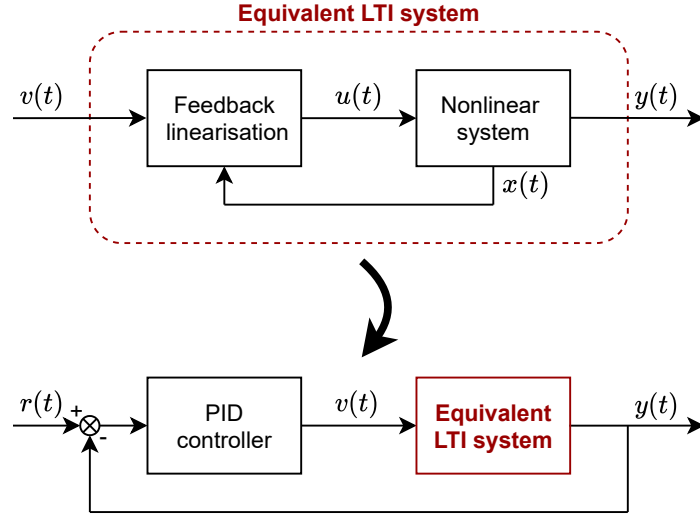 Equivalent LTI system
v(t)
Feedback
linearisation
u(t)
Nonlinear
system
y(t)
x(t)
r(t)
+
-
PID
controller
v(t)
Equivalent
LTI system
y(t)